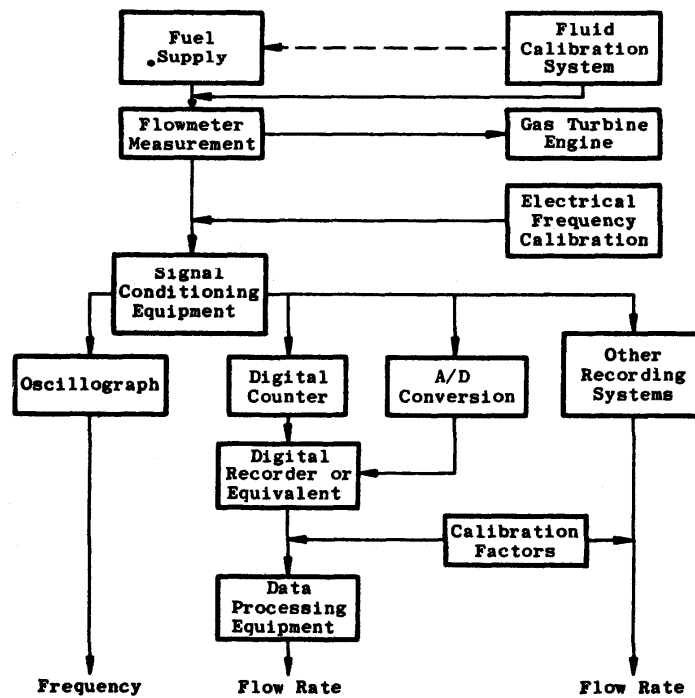 Fuel
Supply
Fluid
Calibration
System
Flowmeter
Measurement
Gas Turbine
Engine
Electrical
Frequency
Calibration
Signal
Conditioning
Equipment
Oscillograph
Digital
Counter
A/D
Conversion
Other
Recording
Systems
Digital
Recorder or
Equivalent
Calibration
Factors
Data
Processing
Equipment
Frequency
Flow Rate
Flow Rate